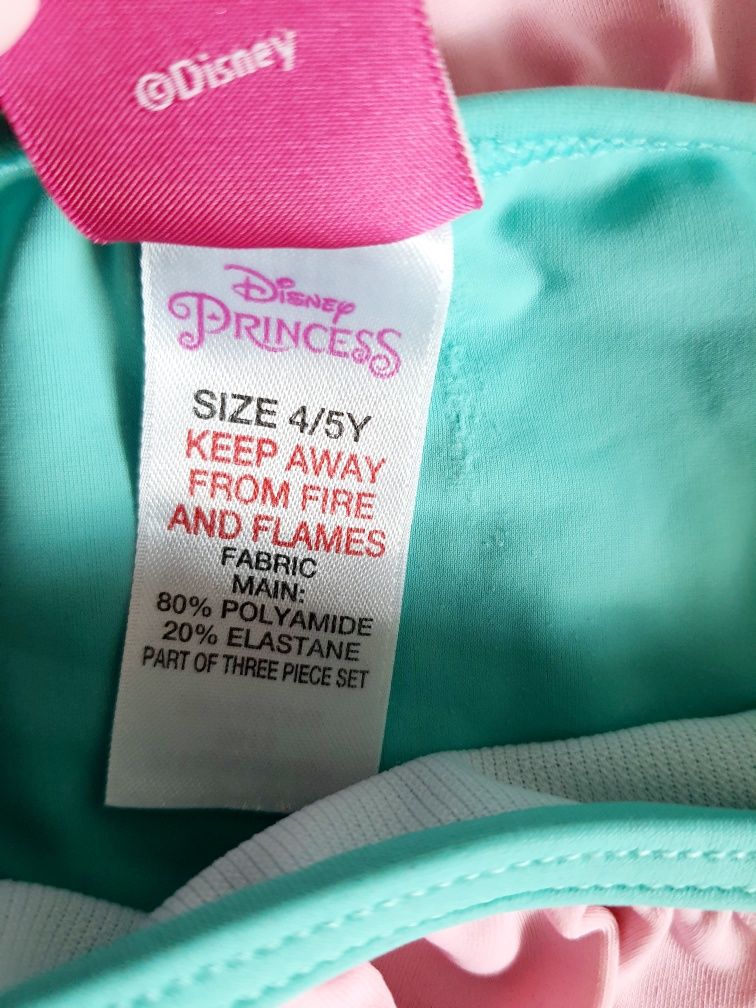 ©Disney
Disney
PRINCESS
SIZE 4/5Y
KEEP AWAY
FROM FIRE
AND FLAMES
FABRIC
MAIN:
80% POLYAMIDE
20% ELASTANE
PART OF THREE PIECE SET